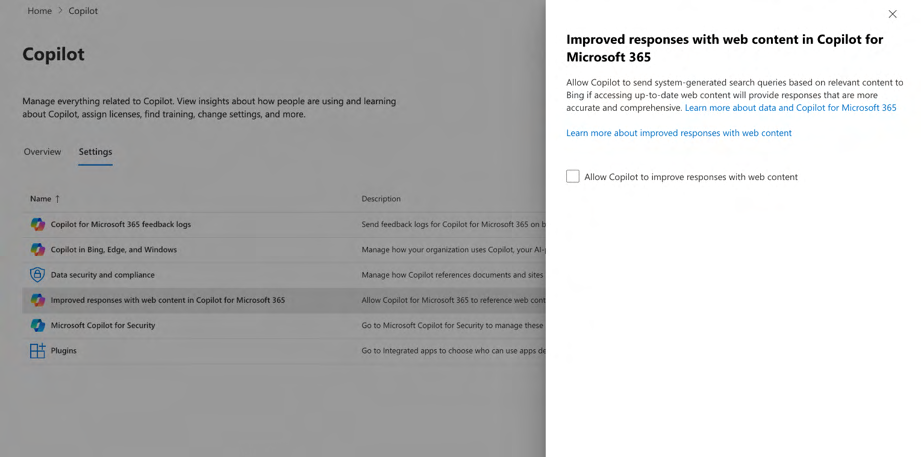 Home > Copilot
Copilot
Manage everything related to Copilot. View insights about how people are using and learning
about Copilot, assign licenses, find training, change settings, and more.
Overview Settings
Name ↑ Description
Copilot for Microsoft 365 feedback logs Send feedback logs for Copilot for Microsoft 365 on b
Copilot in Bing, Edge, and Windows Manage how your organization uses Copilot, your AI-
Data security and compliance Manage how Copilot references documents and sites
Improved responses with web content in Copilot for Microsoft 365 Allow Copilot for Microsoft 365 to reference web cont
Microsoft Copilot for Security Go to Microsoft Copilot for Security to manage these
Plugins Go to Integrated apps to choose who can use apps de
Improved responses with web content in Copilot for
Microsoft 365
Allow Copilot to send system-generated search queries based on relevant content to
Bing if accessing up-to-date web content will provide responses that are more
accurate and comprehensive. Learn more about data and Copilot for Microsoft 365
Learn more about improved responses with web content
Allow Copilot to improve responses with web content